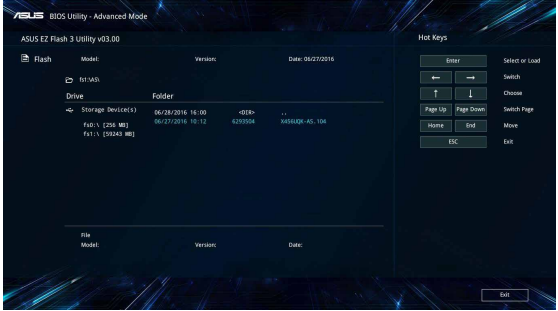 ASUS BIOS Utility - Advanced Mode
ASUS EZ Flash 3 Utility v03.00
Hot Keys
Flash Model: Version: Date: 06/27/2016
fs1:\AS\
Drive Folder
Storage Device(s)
fs0:\ [256 MB]
fs1:\ [59243 MB]
06/28/2016 16:00 <DIR> ..
06/27/2016 10:12 6293504 X456UQK-AS.104
Enter Select or Load
← → Switch
↑ ↓ Choose
Page Up Page Down Switch Page
Home End Move
ESC Exit
File
Model: Version: Date:
Exit